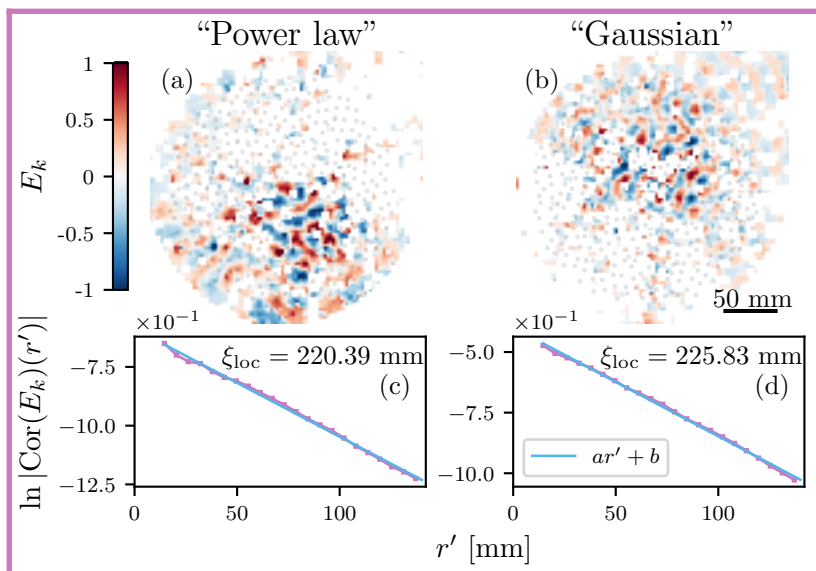 “Power law”
“Gaussian”
(a)
(b)
1
0.5
0
-0.5
-1
E_k
50 mm
×10⁻¹
×10⁻¹
ξ_loc = 220.39 mm
ξ_loc = 225.83 mm
(c)
(d)
−7.5
−10.0
−12.5
−5.0
−7.5
−10.0
ar′ + b
0
50
100
0
50
100
ln |Cor(E_k)(r′)|
r′ [mm]